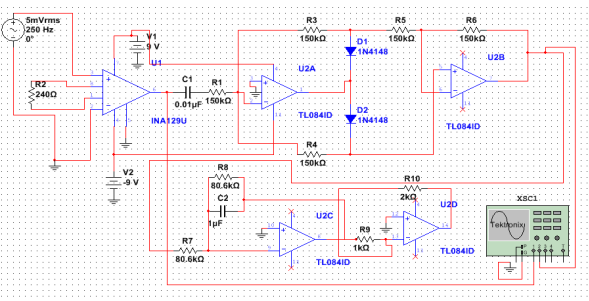 5mVrms
250 Hz
0°
V1
9 V
U1
R2
240Ω
INA129U
C1
0.01µF
R1
150kΩ
R3
150kΩ
D1
1N4148
U2A
TL084ID
D2
1N4148
R4
150kΩ
R5
150kΩ
R6
150kΩ
U2B
TL084ID
V2
-9 V
R8
80.6kΩ
C2
1µF
R7
80.6kΩ
U2C
TL084ID
R9
1kΩ
R10
2kΩ
U2D
TL084ID
XSC1
Tektronix